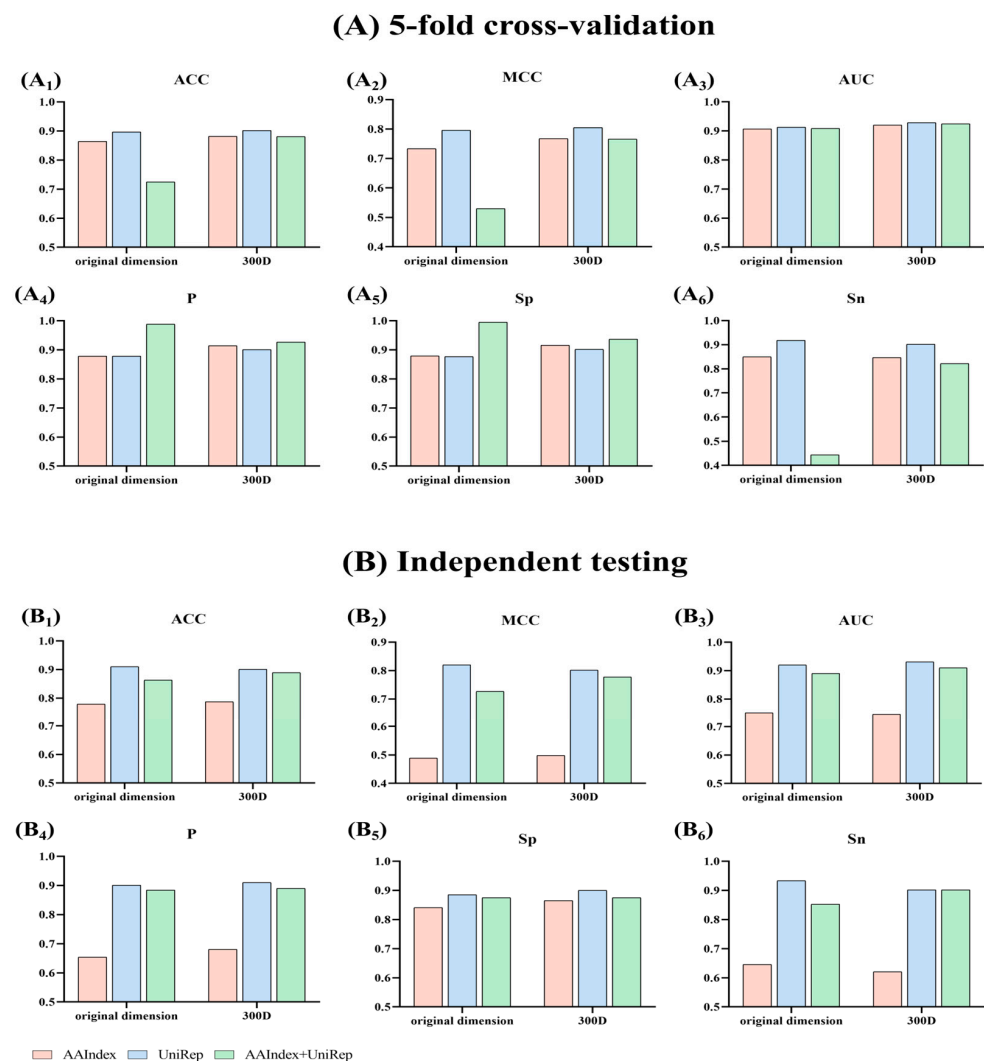 (A) 5-fold cross-validation
(A1) ACC
1.0
0.9
0.8
0.7
0.6
0.5
original dimension 300D
(A2) MCC
0.9
0.8
0.7
0.6
0.5
0.4
original dimension 300D
(A3) AUC
1.0
0.9
0.8
0.7
0.6
0.5
original dimension 300D
(A4) P
1.0
0.9
0.8
0.7
0.6
0.5
original dimension 300D
(A5) Sp
1.0
0.9
0.8
0.7
0.6
0.5
original dimension 300D
(A6) Sn
1.0
0.9
0.8
0.7
0.6
0.5
0.4
original dimension 300D
(B) Independent testing
(B1) ACC
1.0
0.9
0.8
0.7
0.6
0.5
original dimension 300D
(B2) MCC
0.9
0.8
0.7
0.6
0.5
0.4
original dimension 300D
(B3) AUC
1.0
0.9
0.8
0.7
0.6
0.5
original dimension 300D
(B4) P
1.0
0.9
0.8
0.7
0.6
0.5
original dimension 300D
(B5) Sp
1.0
0.9
0.8
0.7
0.6
0.5
original dimension 300D
(B6) Sn
1.0
0.9
0.8
0.7
0.6
0.5
original dimension 300D
AAIndex UniRep AAIndex+UniRep